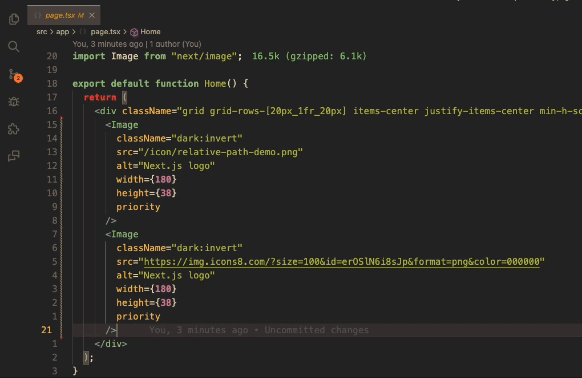 page.tsx M ×
src > app > page.tsx > Home
You, 3 minutes ago | 1 author (You)
20 import Image from "next/image"; 16.5k (gzipped: 6.1k)
19
18 export default function Home() {
17 return (
16 <div className="grid grid-rows-[20px_1fr_20px] items-center justify-items-center min-h-sc
15 <Image
14 className="dark:invert"
13 src="/icon/relative-path-demo.png"
12 alt="Next.js logo"
11 width={180}
10 height={38}
9 priority
8 />
7 <Image
6 className="dark:invert"
5 src="https://img.icons8.com/?size=100&id=erOSlN6i8sJp&format=png&color=000000"
4 alt="Next.js logo"
3 width={180}
2 height={38}
1 priority
21 /> You, 3 minutes ago • Uncommitted changes
1 </div>
2 );
3 }